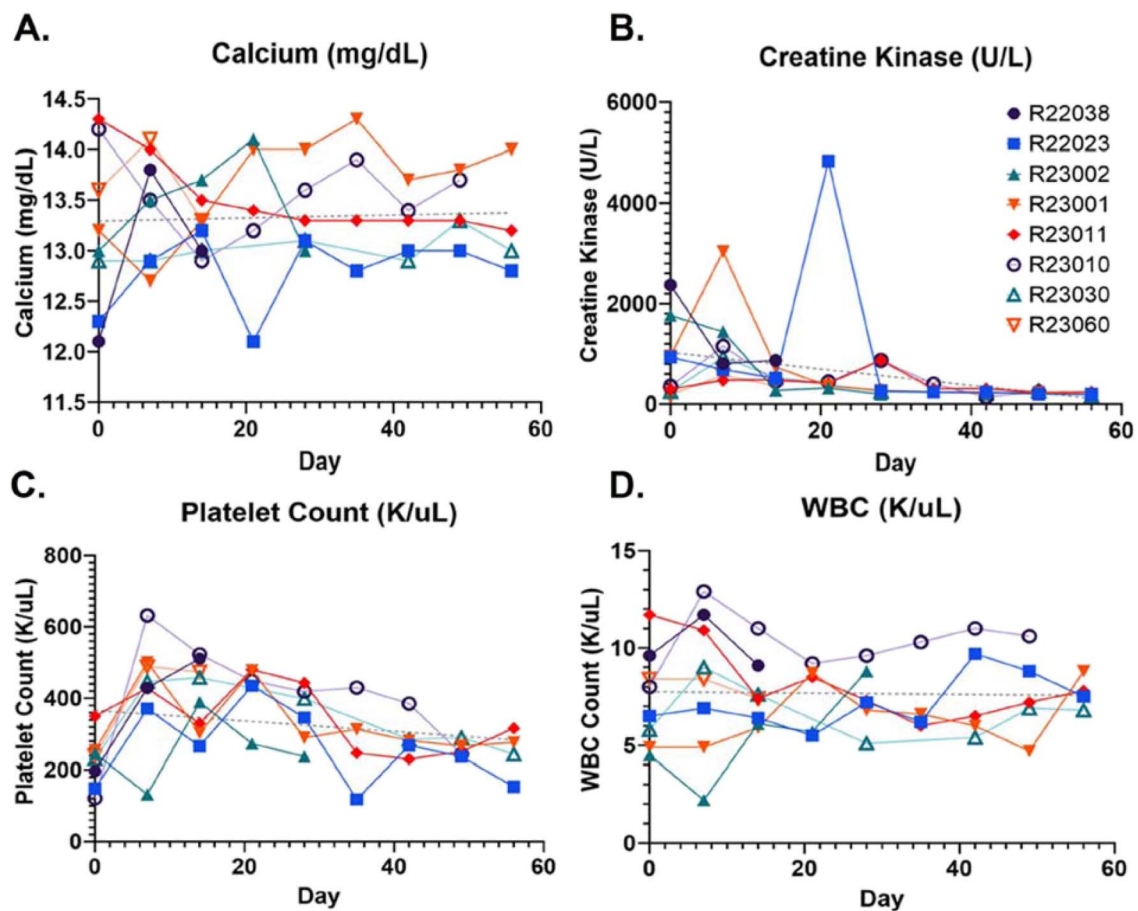 A.
Calcium (mg/dL)
Calcium (mg/dL)
14.5
14.0
13.5
13.0
12.5
12.0
11.5
0
20
40
60
Day
B.
Creatine Kinase (U/L)
Creatine Kinase (U/L)
6000
4000
2000
0
R22038
R22023
R23002
R23001
R23011
R23010
R23030
R23060
0
20
40
60
Day
C.
Platelet Count (K/uL)
Platelet Count (K/uL)
800
600
400
200
0
0
20
40
60
Day
D.
WBC (K/uL)
WBC Count (K/uL)
15
10
5
0
0
20
40
60
Day